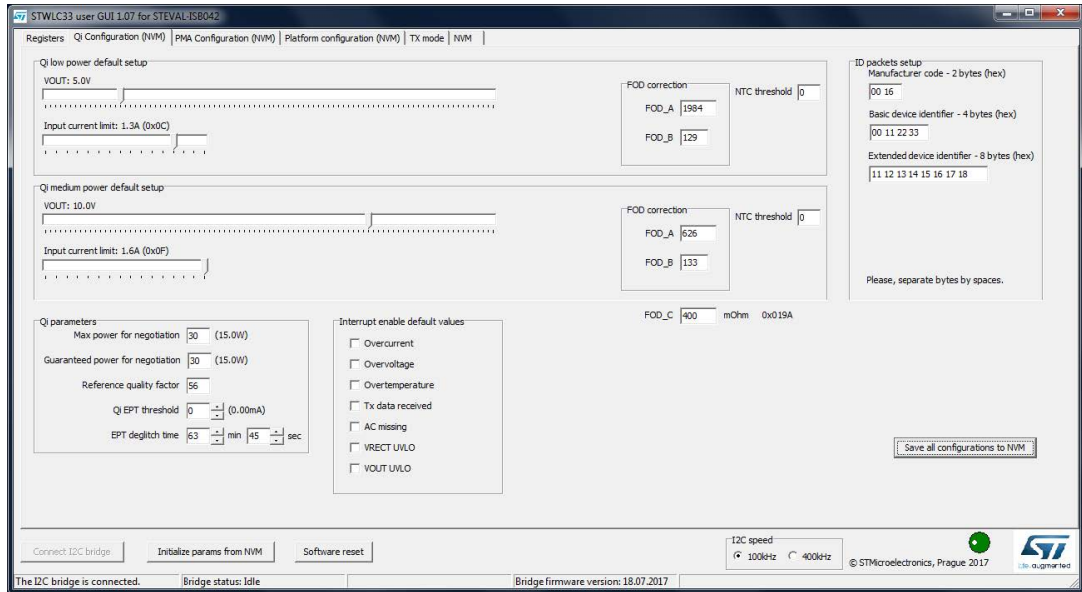 STWLC33 user GUI 1.07 for STEVAL-ISB042
Registers Qi Configuration (NVM) PMA Configuration (NVM) Platform configuration (NVM) TX mode NVM
Qi low power default setup
VOUT: 5.0V
Input current limit: 1.3A (0x0C)
FOD correction
FOD_A 1984
FOD_B 129
NTC threshold 0
ID packets setup
Manufacturer code - 2 bytes (hex)
00 16
Basic device identifier - 4 bytes (hex)
00 11 22 33
Extended device identifier - 8 bytes (hex)
11 12 13 14 15 16 17 18
Please, separate bytes by spaces.
Qi medium power default setup
VOUT: 10.0V
Input current limit: 1.6A (0x0F)
FOD correction
FOD_A 626
FOD_B 133
NTC threshold 0
FOD_C 400 mOhm 0x019A
Qi parameters
Max power for negotiation 30 (15.0W)
Guaranteed power for negotiation 30 (15.0W)
Reference quality factor 56
Qi EPT threshold 0 (0.00mA)
EPT deglitch time 63 min 45 sec
Interrupt enable default values
Overcurrent
Overvoltage
Overtemperature
Tx data received
AC missing
VRECT UVLO
VOUT UVLO
Save all configurations to NVM
Connect I2C bridge Initialize params from NVM Software reset
I2C speed
100kHz 400kHz
© STMicroelectronics, Prague 2017
ST
life.augmented
The I2C bridge is connected. Bridge status: Idle Bridge firmware version: 18.07.2017